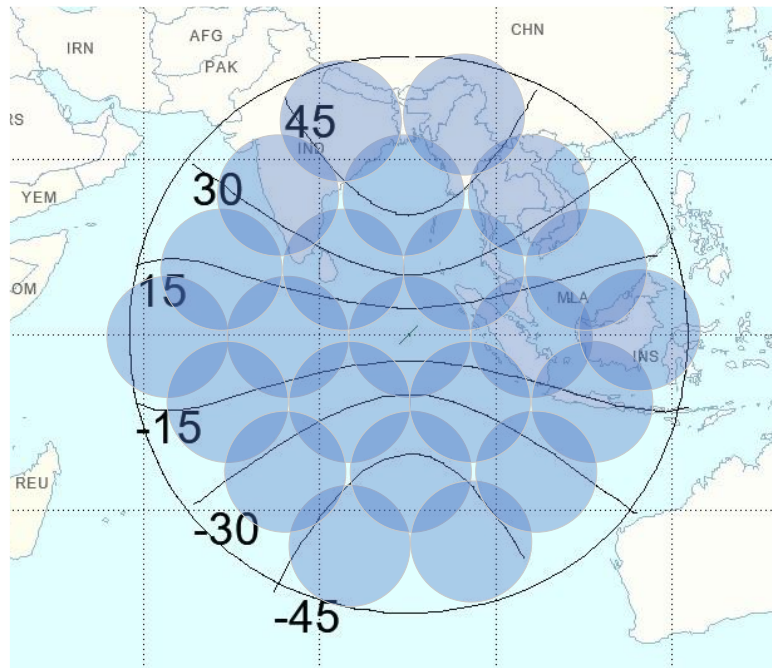 CHN
AFG
IRN
PAK
RS
45
IND
30
YEM
OM
15
MLA
INS
-15
REU
-30
-45